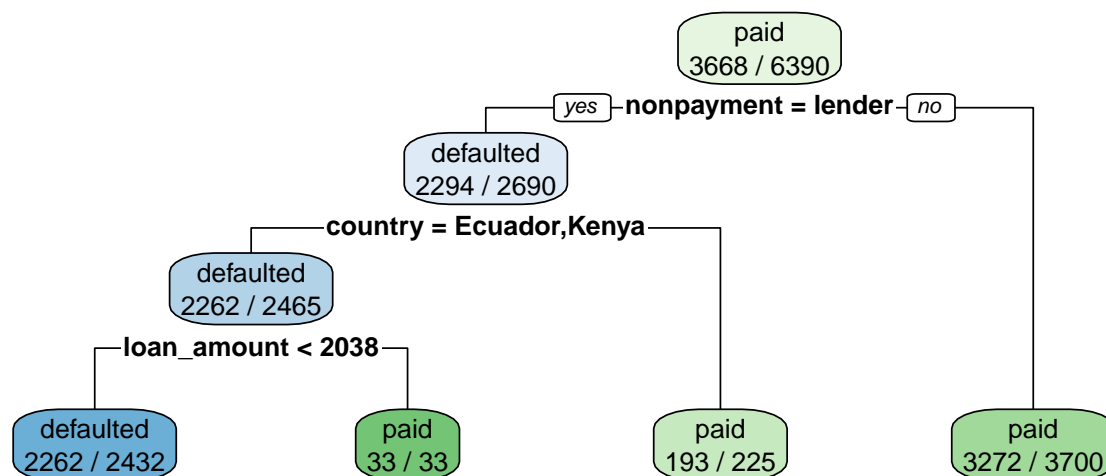 paid
3668 / 6390
yes nonpayment = lender no
defaulted
2294 / 2690
country = Ecuador,Kenya
defaulted
2262 / 2465
loan_amount < 2038
defaulted paid paid paid
2262 / 2432 33 / 33 193 / 225 3272 / 3700